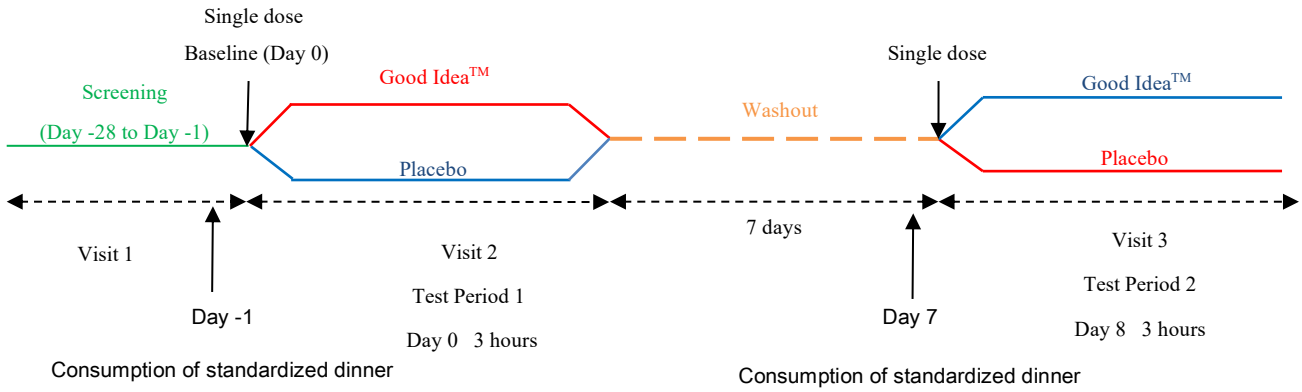 Single dose
Baseline (Day 0)
Single dose
Good Idea™
Good Idea™
Screening
(Day -28 to Day -1)
Washout
Placebo
Placebo
Visit 1
Visit 2
Test Period 1
Day 0 3 hours
7 days
Visit 3
Test Period 2
Day 8 3 hours
Day -1
Day 7
Consumption of standardized dinner
Consumption of standardized dinner